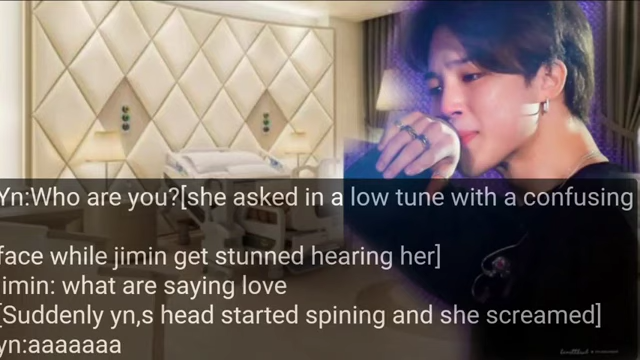 Yn:Who are you?[she asked in a low tune with a confusing
face while jimin get stunned hearing her]
jimin: what are saying love
[Suddenly yn,s head started spining and she screamed]
yn:aaaaaaa